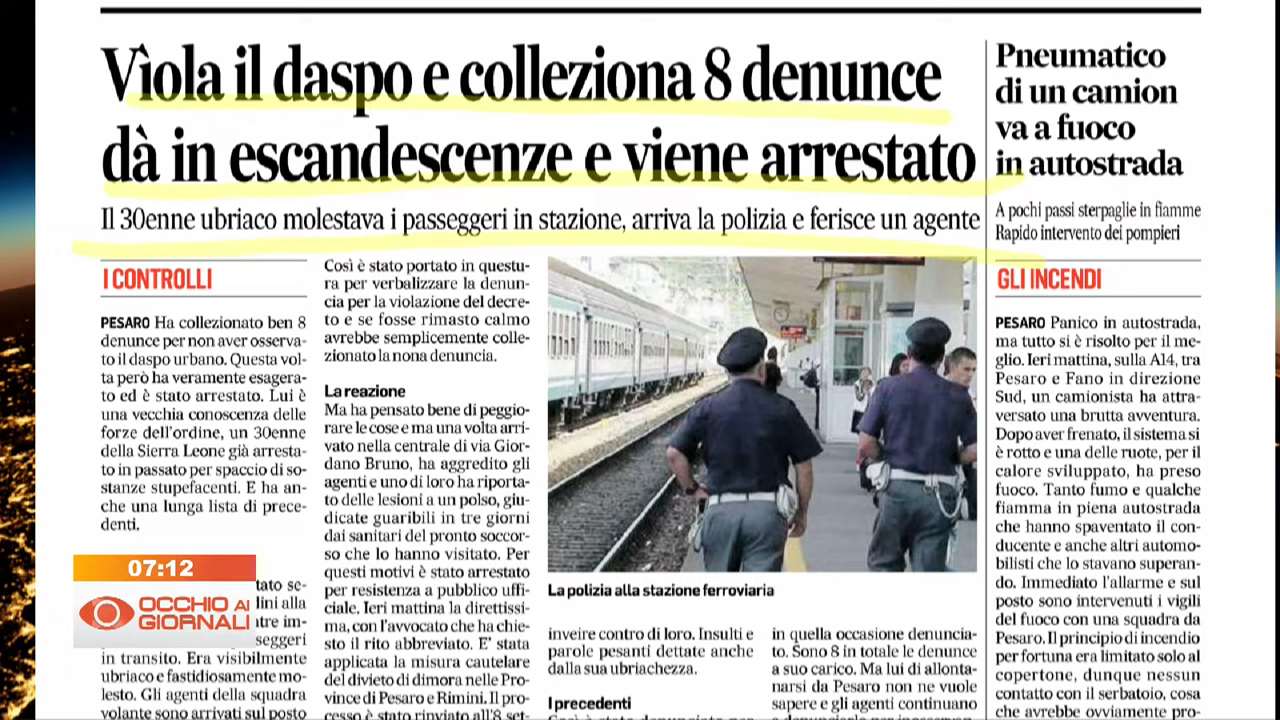 Vìola il daspo e colleziona 8 denunce
dà in escandescenze e viene arrestato
Il 30enne ubriaco molestava i passeggeri in stazione, arriva la polizia e ferisce un agente
I CONTROLLI
PESARO Ha collezionato ben 8
denunce per non aver osserva-
to il daspo urbano. Questa vol-
ta però ha veramente esagera-
to ed è stato arrestato. Lui è
una vecchia conoscenza delle
forze dell'ordine, un 30enne
della Sierra Leone già arresta-
to in passato per spaccio di so-
stanze stupefacenti. E ha an-
che una lunga lista di prece-
denti.
07:12
OCCHIO AI
GIORNALI
tato se-
lini alla
tre im-
seggeri
in transito. Era visibilmente
ubriaco e fastidiosamente mo-
lesto. Gli agenti della squadra
volante sono arrivati sul posto
Così è stato portato in questu-
ra per verbalizzare la denun-
cia per la violazione del decre-
to e se fosse rimasto calmo
avrebbe semplicemente colle-
zionato la nona denuncia.
La reazione
Ma ha pensato bene di peggio-
rare le cose e ma una volta arri-
vato nella centrale di via Gior-
dano Bruno, ha aggredito gli
agenti e uno di loro ha riporta-
to delle lesioni a un polso, giu-
dicate guaribili in tre giorni
dai sanitari del pronto soccor-
so che lo hanno visitato. Per
questi motivi è stato arrestato
per resistenza a pubblico uffi-
ciale. Ieri mattina la direttissi-
ma, con l'avvocato che ha chie-
sto il rito abbreviato. E' stata
applicata la misura cautelare
del divieto di dimora nelle Pro-
vince di Pesaro e Rimini. Il pro-
cesso è stato rinviato all'8 set-
La polizia alla stazione ferroviaria
inveire contro di loro. Insulti e
parole pesanti dettate anche
dalla sua ubriachezza.
I precedenti
in quella occasione denuncia-
to. Sono 8 in totale le denunce
a suo carico. Ma lui di allonta-
narsi da Pesaro non ne vuole
sapere e gli agenti continuano
Pneumatico
di un camion
va a fuoco
in autostrada
A pochi passi sterpaglie in fiamme
Rapido intervento dei pompieri
GLI INCENDI
PESARO Panico in autostrada,
ma tutto si è risolto per il me-
glio. Ieri mattina, sulla A14, tra
Pesaro e Fano in direzione
Sud, un camionista ha attra-
versato una brutta avventura.
Dopo aver frenato, il sistema si
è rotto e una delle ruote, per il
calore sviluppato, ha preso
fuoco. Tanto fumo e qualche
fiamma in piena autostrada
che hanno spaventato il con-
ducente e anche altri automo-
bilisti che lo stavano superan-
do. Immediato l'allarme e sul
posto sono intervenuti i vigili
del fuoco con una squadra da
Pesaro. Il principio di incendio
per fortuna era limitato solo al
copertone, dunque nessun
contatto con il serbatoio, cosa
che avrebbe ovviamente pro-